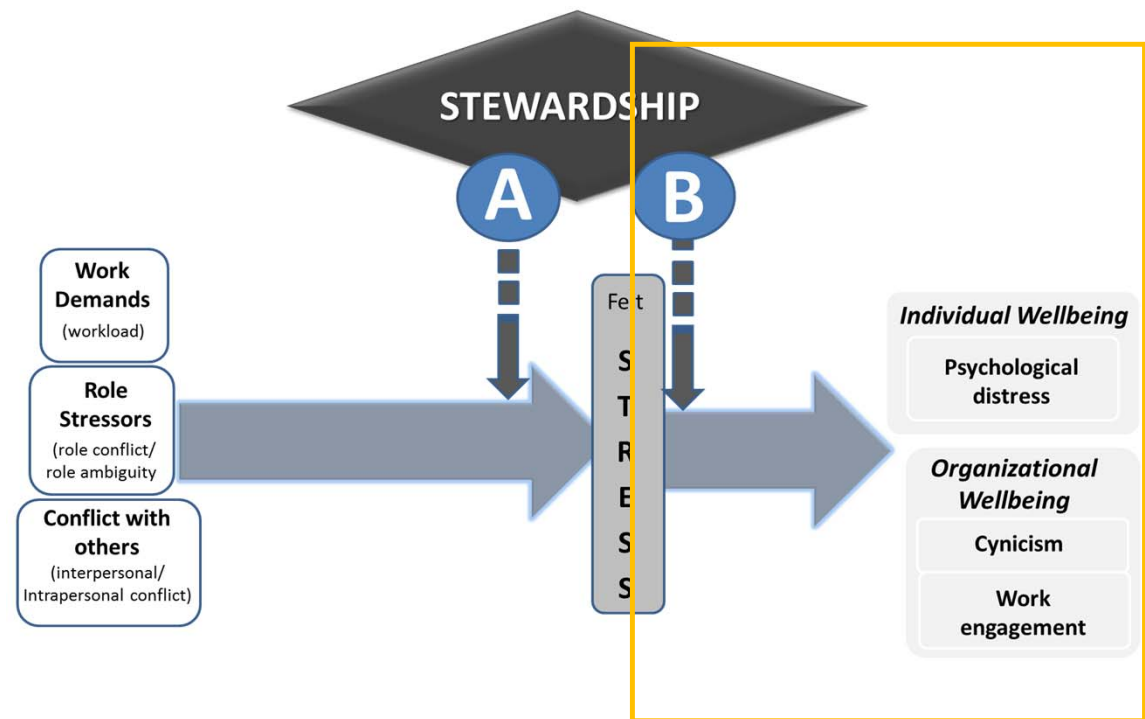 STEWARDSHIP
A
B
Work
Demands
(workload)
Role
Stressors
(role conflict/
role ambiguity
Conflict with
others
(interpersonal/
Intrapersonal conflict)
Felt
S
T
R
E
S
S
Individual Wellbeing
Psychological
distress
Organizational
Wellbeing
Cynicism
Work
engagement